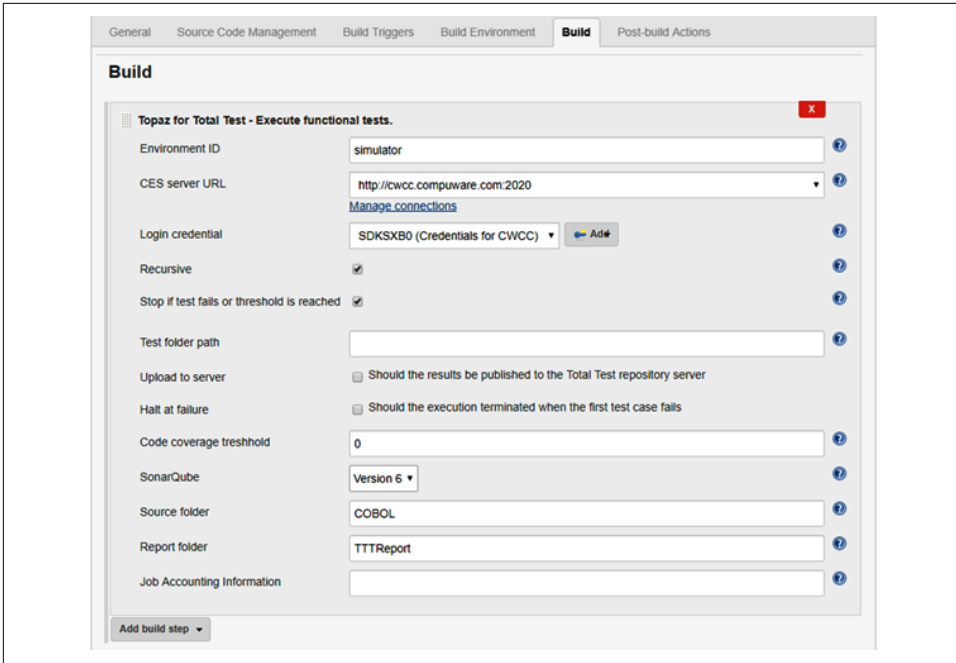 General Source Code Management Build Triggers Build Environment Build Post-build Actions
Build
X
Topaz for Total Test - Execute functional tests.
Environment ID simulator
CES server URL http://cwcc.compuware.com:2020
Manage connections
Login credential SDKSXB0 (Credentials for CWCC) Add
Recursive
Stop if test fails or threshold is reached
Test folder path
Upload to server Should the results be published to the Total Test repository server
Halt at failure Should the execution terminated when the first test case fails
Code coverage treshhold 0
SonarQube Version 6
Source folder COBOL
Report folder TTTReport
Job Accounting Information
Add build step